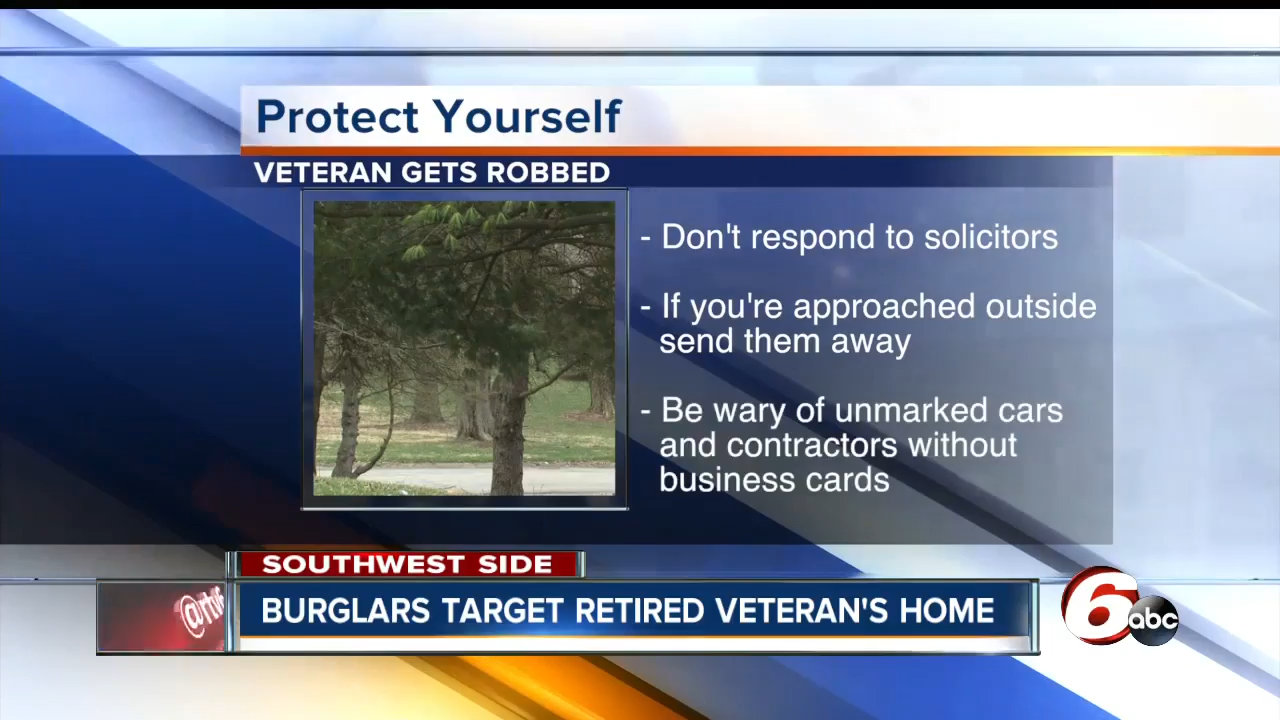 Protect Yourself
VETERAN GETS ROBBED
- Don't respond to solicitors
- If you're approached outside
send them away
- Be wary of unmarked cars
and contractors without
business cards
SOUTHWEST SIDE
BURGLARS TARGET RETIRED VETERAN'S HOME
6
abc